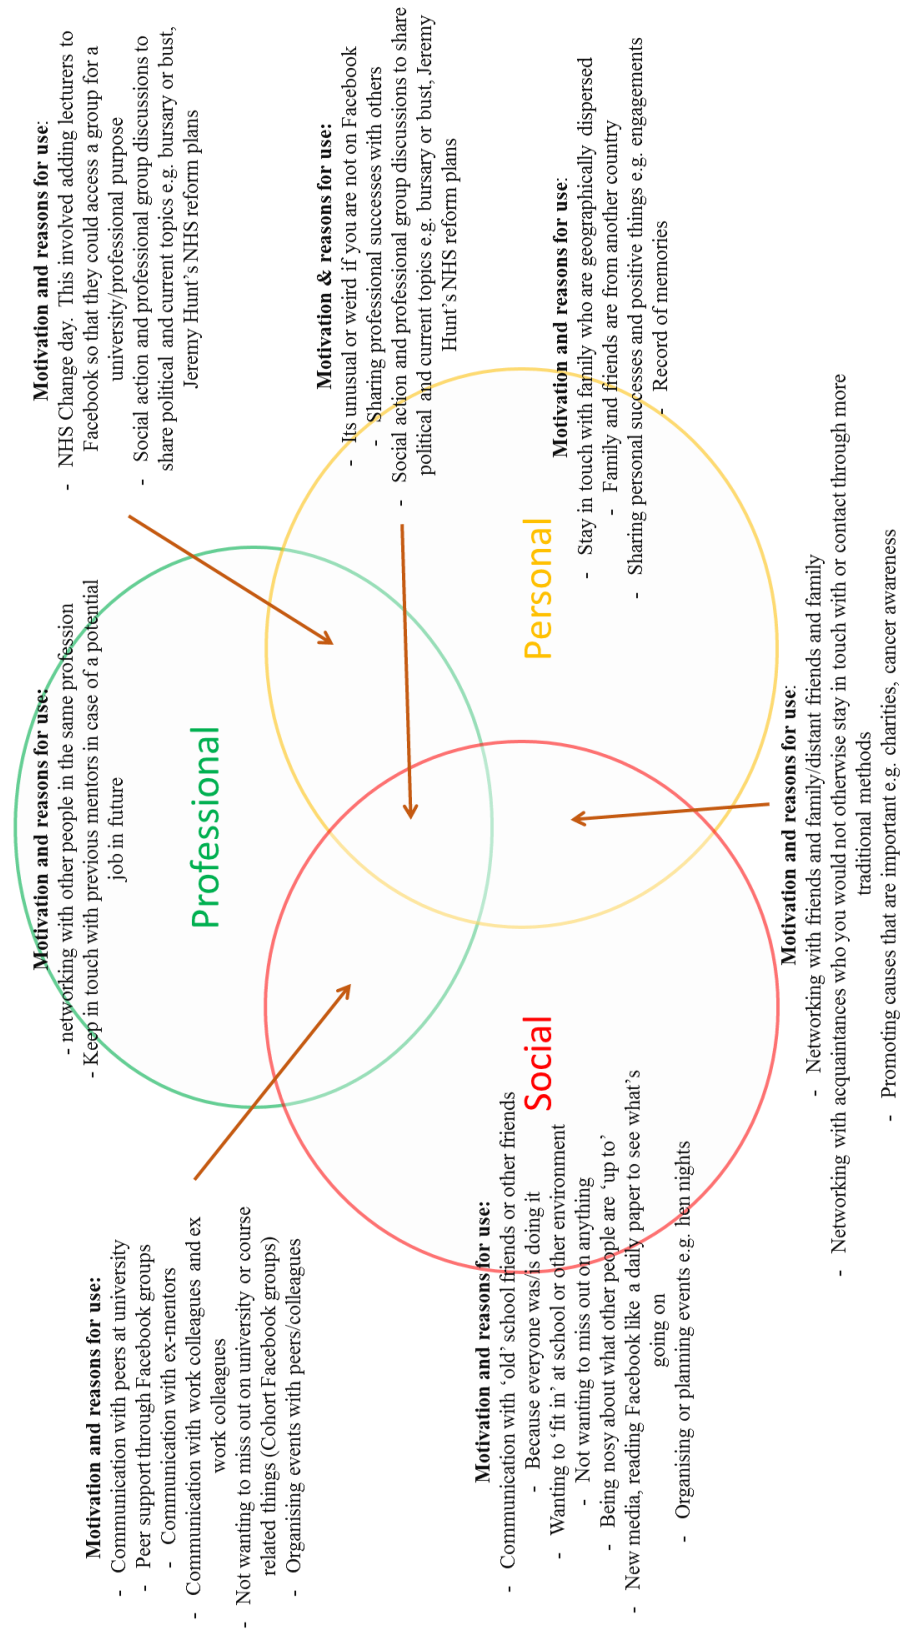 Motivation and reasons for use:
- networking with other people in the same profession
- Keep in touch with previous mentors in case of a potential
job in future
Motivation and reasons for use:
- NHS Change day. This involved adding lecturers to
Facebook so that they could access a group for a
university/professional purpose
- Social action and professional group discussions to
share political and current topics e.g. bursary or bust,
Jeremy Hunt's NHS reform plans
Motivation and reasons for use:
- Communication with peers at university
- Peer support through Facebook groups
- Communication with ex-mentors
- Communication with work colleagues and ex
work colleagues
- Not wanting to miss out on university or course
related things (Cohort Facebook groups)
- Organising events with peers/colleagues
Professional
Motivation & reasons for use:
- Its unusual or weird if you are not on Facebook
- Sharing professional successes with others
- Social action and professional group discussions to share
political and current topics e.g. bursary or bust, Jeremy
Hunt's NHS reform plans
Motivation and reasons for use:
- Communication with ‘old’ school friends or other friends
- Because everyone was/is doing it
- Wanting to ‘fit in’ at school or other environment
- Not wanting to miss out on anything
- Being nosy about what other people are ‘up to’
- New media, reading Facebook like a daily paper to see what's
going on
- Organising or planning events e.g. hen nights
Social
Personal
Motivation and reasons for use:
- Stay in touch with family who are geographically dispersed
- Family and friends are from another country
- Sharing personal successes and positive things e.g. engagements
- Record of memories
Motivation and reasons for use:
- Networking with friends and family/distant friends and family
- Networking with acquaintances who you would not otherwise stay in touch with or contact through more
traditional methods
- Promoting causes that are important e.g. charities, cancer awareness